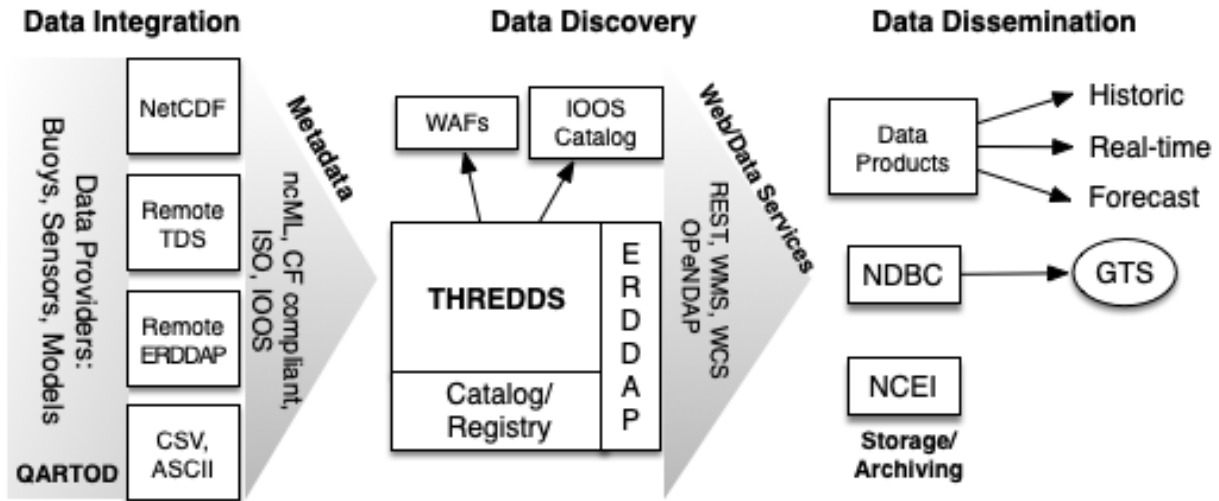 Data Integration
Data Discovery
Data Dissemination
Data Providers:
Buoys, Sensors, Models
QARTOD
NetCDF
Remote
TDS
Remote
ERDDAP
CSV,
ASCII
Metadata
ncML, CF compliant,
ISO, IOOS
WAFs
IOOS
Catalog
THREDDS
Catalog/
Registry
ERDDAP
Web/Data Services
REST, WMS, WCS
OPeNDAP
Data
Products
Historic
Real-time
Forecast
NDBC
GTS
NCEI
Storage/
Archiving